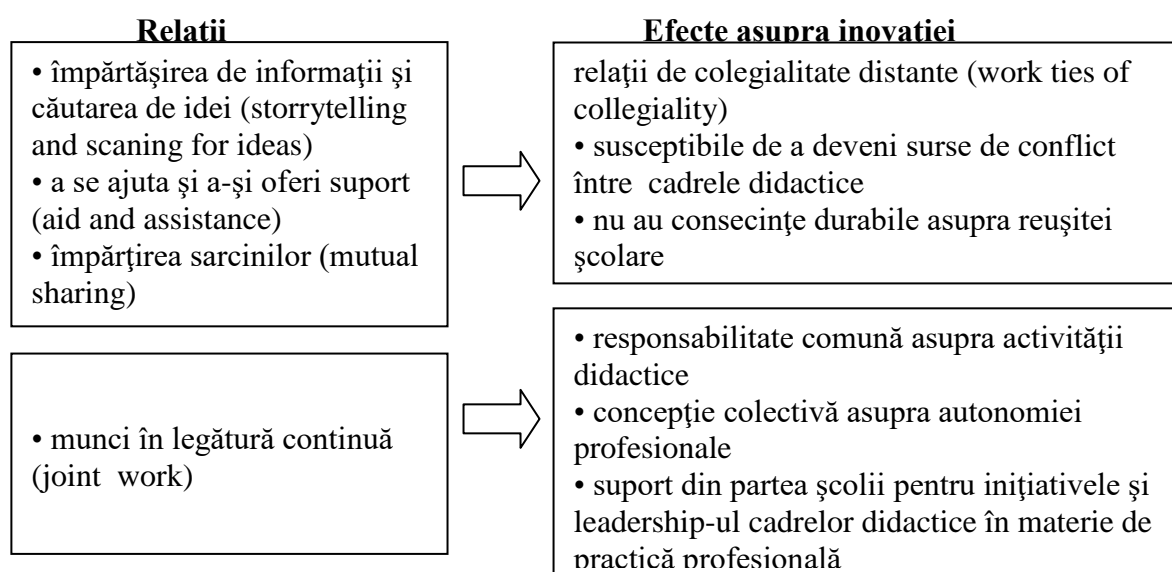 Relaţii
împărtăşirea de informaţii şi
căutarea de idei (storrytelling
and scaning for ideas)
• a se ajuta şi a-şi oferi suport
(aid and assistance)
• împărţirea sarcinilor (mutual
sharing)
Efecte asupra inovaţiei
relaţii de colegialitate distante (work ties of
collegiality)
• susceptibile de a deveni surse de conflict
între cadrele didactice
• nu au consecinţe durabile asupra reuşitei
şcolare
• munci în legătură continuă
(joint work)
• responsabilitate comună asupra activităţii
didactice
• concepţie colectivă asupra autonomiei
profesionale
• suport din partea şcolii pentru iniţiativele şi
leadership-ul cadrelor didactice în materie de
practică profesională